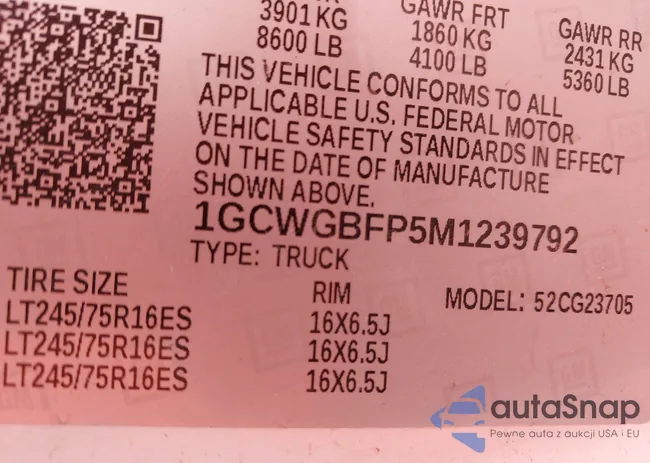 3901 KG
8600 LB
GAWR FRT
1860 KG
4100 LB
GAWR RR
2431 KG
5360 LB
THIS VEHICLE CONFORMS TO ALL
APPLICABLE U.S. FEDERAL MOTOR
VEHICLE SAFETY STANDARDS IN EFFECT
ON THE DATE OF MANUFACTURE
SHOWN ABOVE.
1GCWGBFP5M1239792
TYPE: TRUCK
TIRE SIZE RIM MODEL: 52CG23705
LT245/75R16ES 16X6.5J
LT245/75R16ES 16X6.5J
LT245/75R16ES 16X6.5J
autaSnap
Pewne auta z aukcji USA i EU